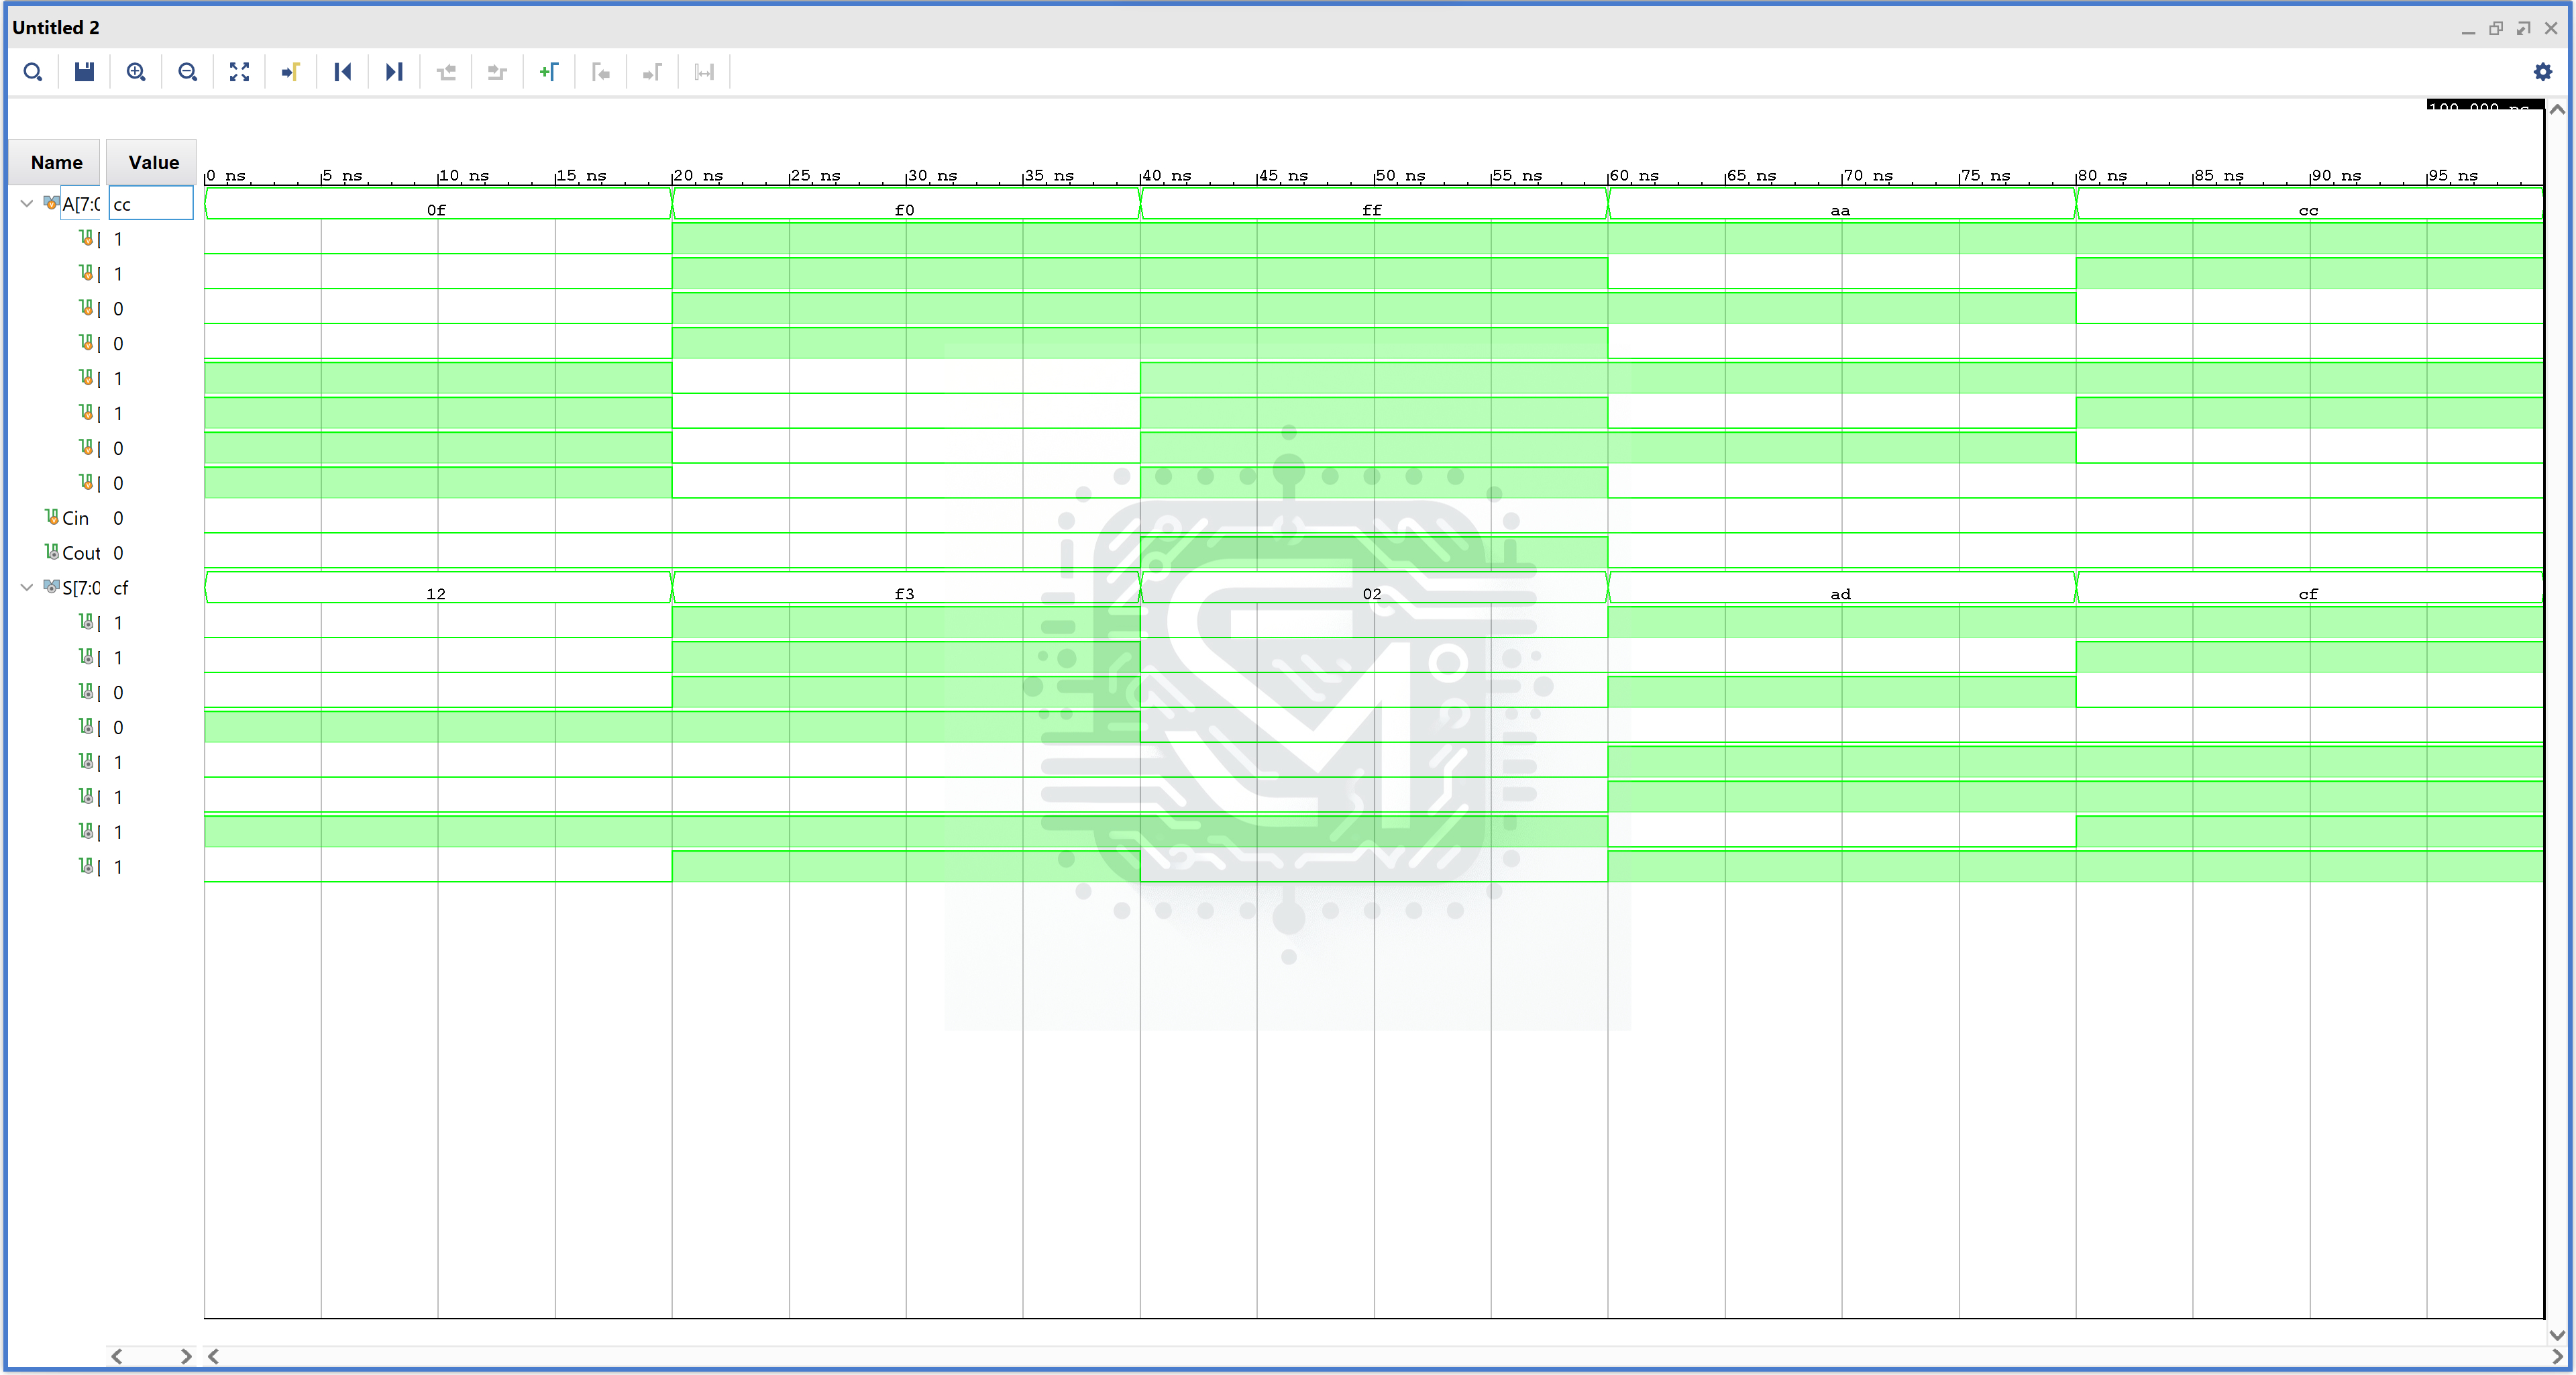 Untitled 2
100.000 ns
Name Value
0 ns 5 ns 10 ns 15 ns 20 ns 25 ns 30 ns 35 ns 40 ns 45 ns 50 ns 55 ns 60 ns 65 ns 70 ns 75 ns 80 ns 85 ns 90 ns 95 ns
A[7:0 cc 0f f0 ff aa cc
[ 1
[ 1
[ 0
[ 0
[ 1
[ 1
[ 0
[ 0
Cin 0
Cout 0
S[7:0 cf 12 f3 02 ad cf
[ 1
[ 1
[ 0
[ 0
[ 1
[ 1
[ 1
[ 1